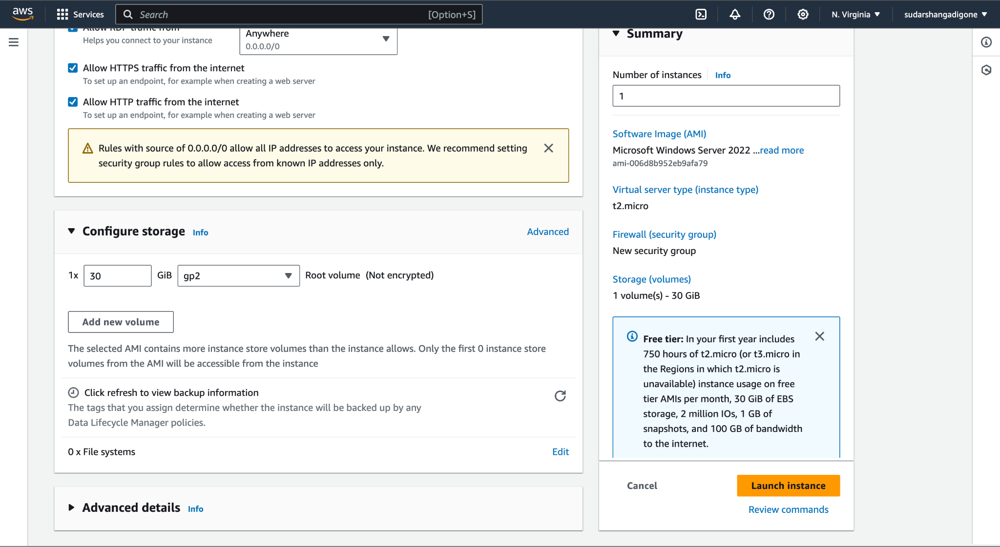 aws
Services
Search
[Option+S]
N. Virginia
sudarshangadigone
Allow RDP traffic from
Helps you connect to your instance
Anywhere
0.0.0.0/0
Allow HTTPS traffic from the internet
To set up an endpoint, for example when creating a web server
Allow HTTP traffic from the internet
To set up an endpoint, for example when creating a web server
Rules with source of 0.0.0.0/0 allow all IP addresses to access your instance. We recommend setting
security group rules to allow access from known IP addresses only.
Configure storage Info
Advanced
1x 30 GiB gp2 Root volume (Not encrypted)
Add new volume
The selected AMI contains more instance store volumes than the instance allows. Only the first 0 instance store
volumes from the AMI will be accessible from the instance
Click refresh to view backup information
The tags that you assign determine whether the instance will be backed up by any
Data Lifecycle Manager policies.
0 x File systems
Edit
Advanced details Info
Summary
Number of instances Info
1
Software Image (AMI)
Microsoft Windows Server 2022 ...read more
ami-006d8b952eb9afa79
Virtual server type (instance type)
t2.micro
Firewall (security group)
New security group
Storage (volumes)
1 volume(s) - 30 GiB
Free tier: In your first year includes
750 hours of t2.micro (or t3.micro in
the Regions in which t2.micro is
unavailable) instance usage on free
tier AMIs per month, 30 GiB of EBS
storage, 2 million IOs, 1 GB of
snapshots, and 100 GB of bandwidth
to the internet.
Cancel
Launch instance
Review commands